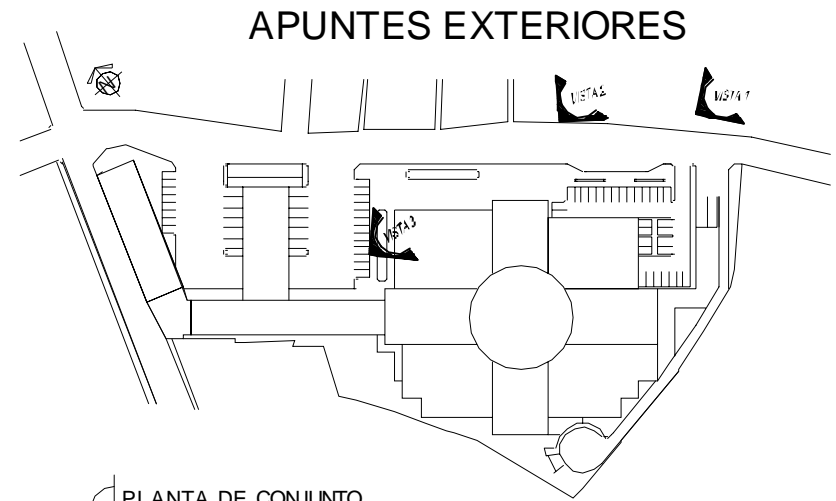 APUNTES EXTERIORES
N
VISTA 2
VISTA 1
VISTA 3
PLANTA DE CONJUNTO